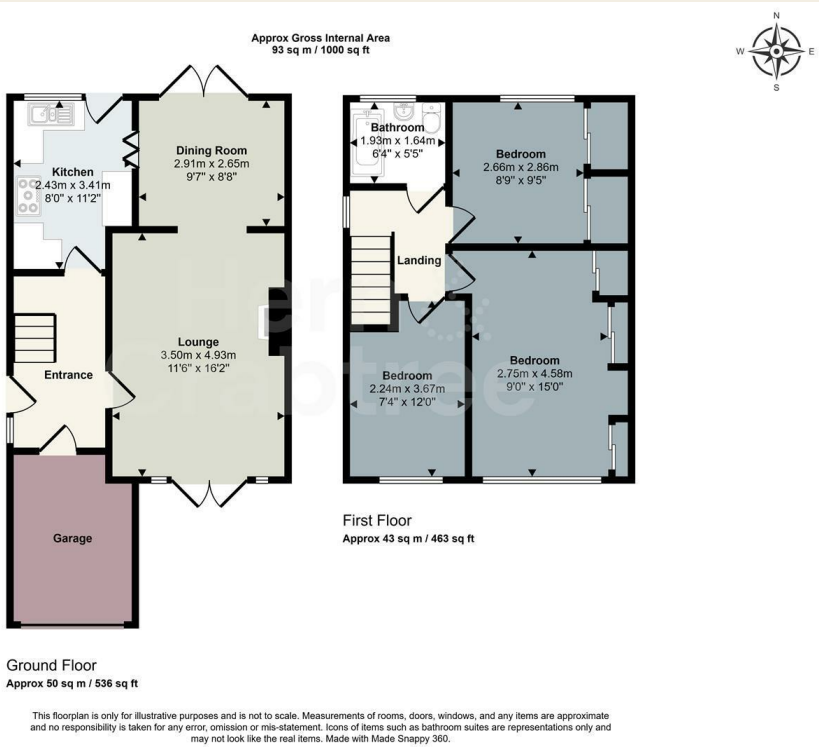 Approx Gross Internal Area
93 sq m / 1000 sq ft
N
W
E
S
Kitchen
2.43m x 3.41m
8'0" x 11'2"
Dining Room
2.91m x 2.65m
9'7" x 8'8"
Lounge
3.50m x 4.93m
11'6" x 16'2"
Entrance
Garage
Bathroom
1.93m x 1.64m
6'4" x 5'5"
Bedroom
2.66m x 2.86m
8'9" x 9'5"
Landing
Bedroom
2.75m x 4.58m
9'0" x 15'0"
Bedroom
2.24m x 3.67m
7'4" x 12'0"
Crabtree
First Floor
Approx 43 sq m / 463 sq ft
Ground Floor
Approx 50 sq m / 536 sq ft
This floorplan is only for illustrative purposes and is not to scale. Measurements of rooms, doors, windows, and any items are approximate
and no responsibility is taken for any error, omission or mis-statement. Icons of items such as bathroom suites are representations only and
may not look like the real items. Made with Made Snappy 360.